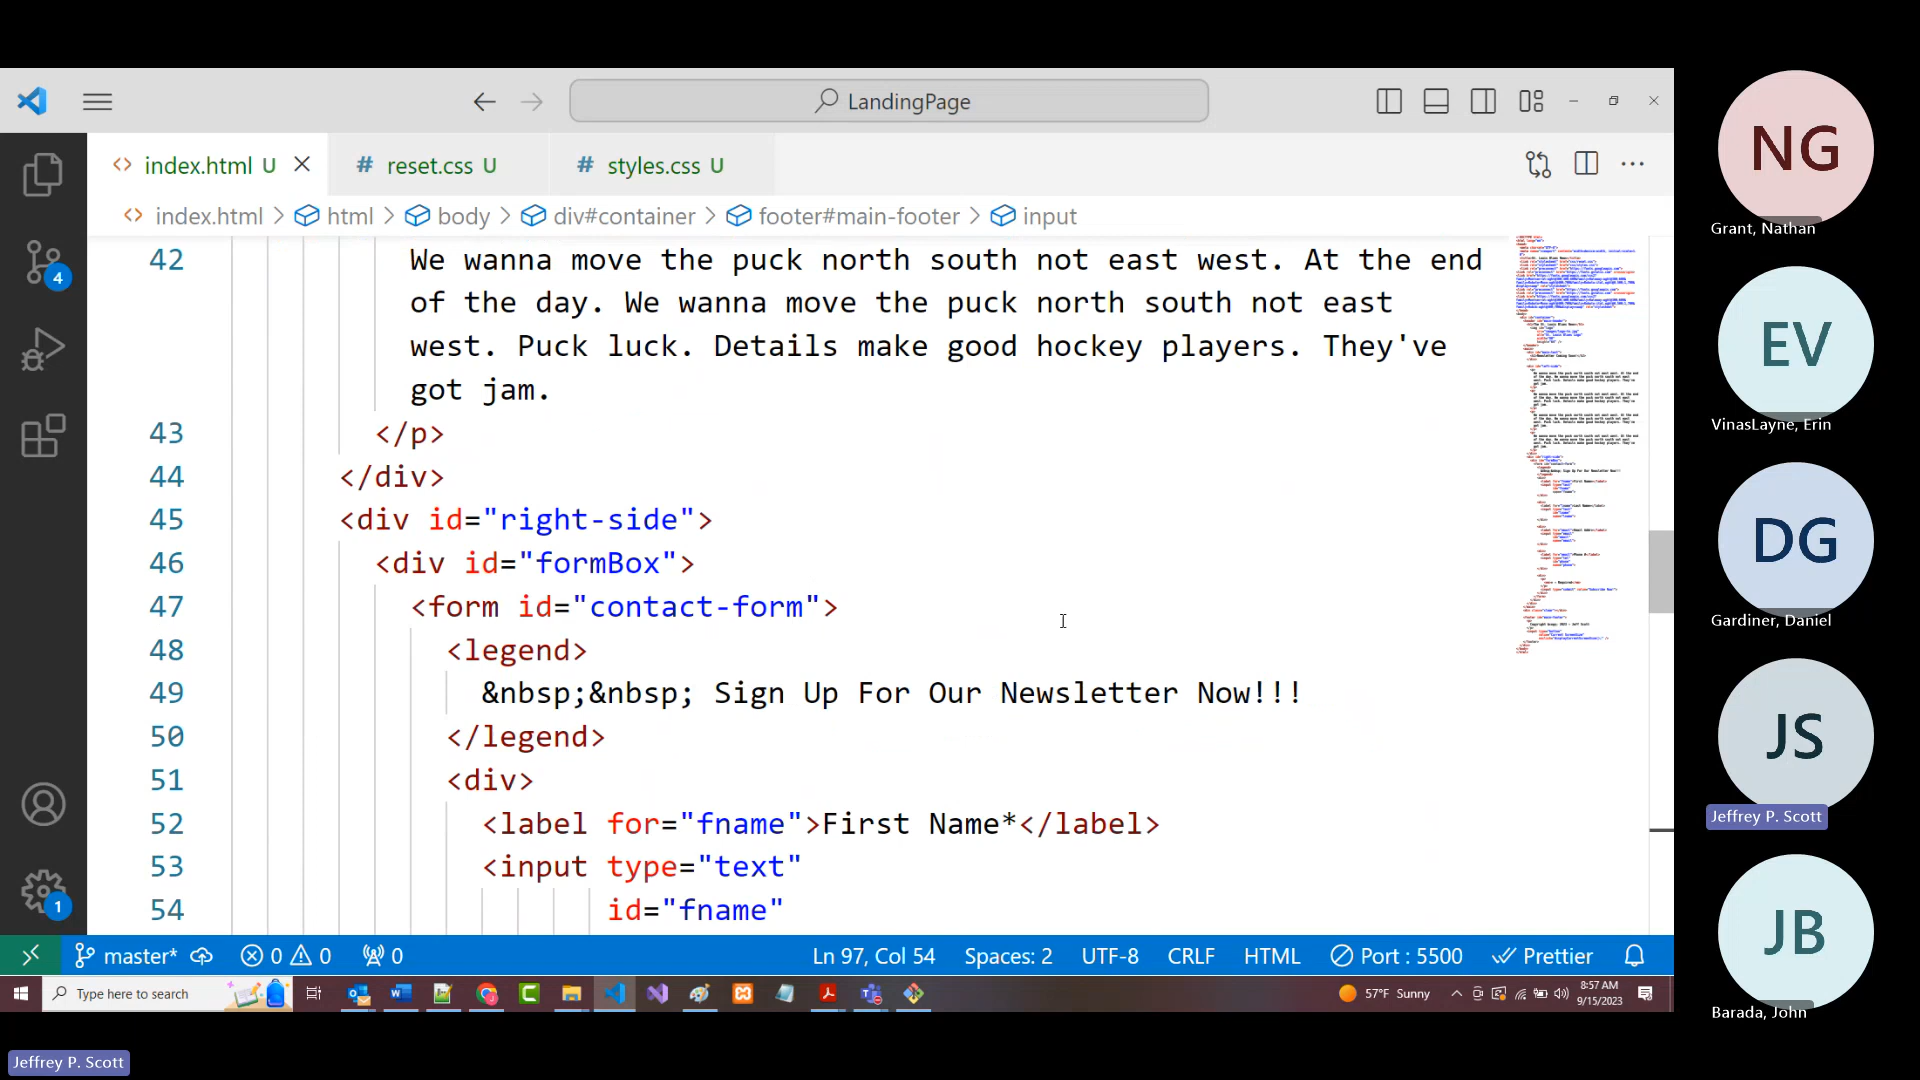 LandingPage
index.html U
# reset.css U
# styles.css U
index.html > html > body > div#container > footer#main-footer > input
42 We wanna move the puck north south not east west. At the end
of the day. We wanna move the puck north south not east
west. Puck luck. Details make good hockey players. They've
got jam.
43 </p>
44 </div>
45 <div id="right-side">
46 <div id="formBox">
47 <form id="contact-form">
48 <legend>
49 &nbsp;&nbsp; Sign Up For Our Newsletter Now!!!
50 </legend>
51 <div>
52 <label for="fname">First Name*</label>
53 <input type="text"
54 id="fname"
4
1
master* 0 0 0 Ln 97, Col 54 Spaces: 2 UTF-8 CRLF HTML Port : 5500 Prettier
Type here to search
57°F Sunny
8:57 AM
9/15/2023
NG
Grant, Nathan
EV
VinasLayne, Erin
DG
Gardiner, Daniel
JS
Jeffrey P. Scott
JB
Barada, John
Jeffrey P. Scott